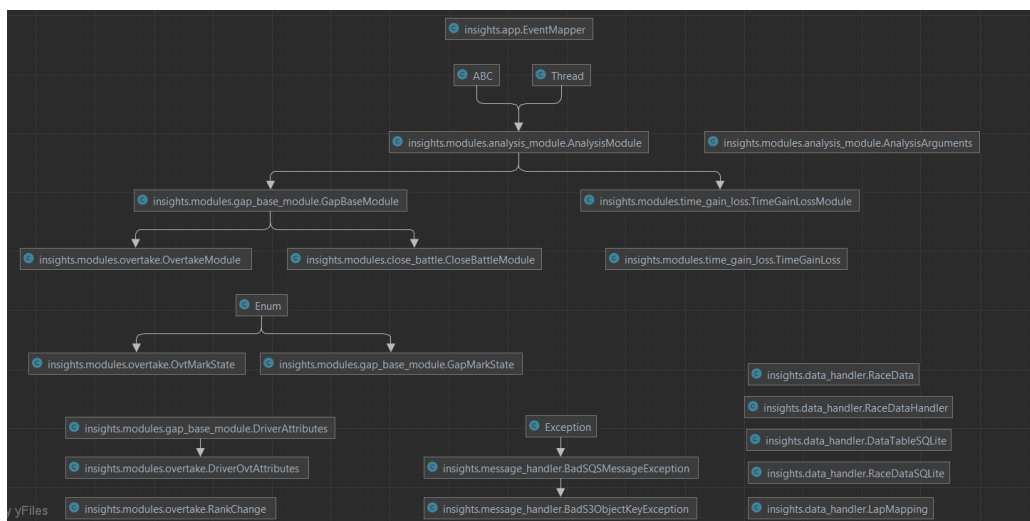 insights.app.EventMapper
ABC
Thread
insights.modules.analysis_module.AnalysisModule
insights.modules.analysis_module.AnalysisArguments
insights.modules.gap_base_module.GapBaseModule
insights.modules.time_gain_loss.TimeGainLossModule
insights.modules.overtake.OvertakeModule
insights.modules.close_battle.CloseBattleModule
insights.modules.time_gain_loss.TimeGainLoss
Enum
insights.modules.overtake.OvtMarkState
insights.modules.gap_base_module.GapMarkState
insights.data_handler.RaceData
insights.data_handler.RaceDataHandler
insights.modules.gap_base_module.DriverAttributes
Exception
insights.data_handler.DataTableSQLite
insights.modules.overtake.DriverOvtAttributes
insights.message_handler.BadSQSMessageException
insights.data_handler.RaceDataSQLite
insights.modules.overtake.RankChange
insights.message_handler.BadS3ObjectKeyException
insights.data_handler.LapMapping
y yFiles